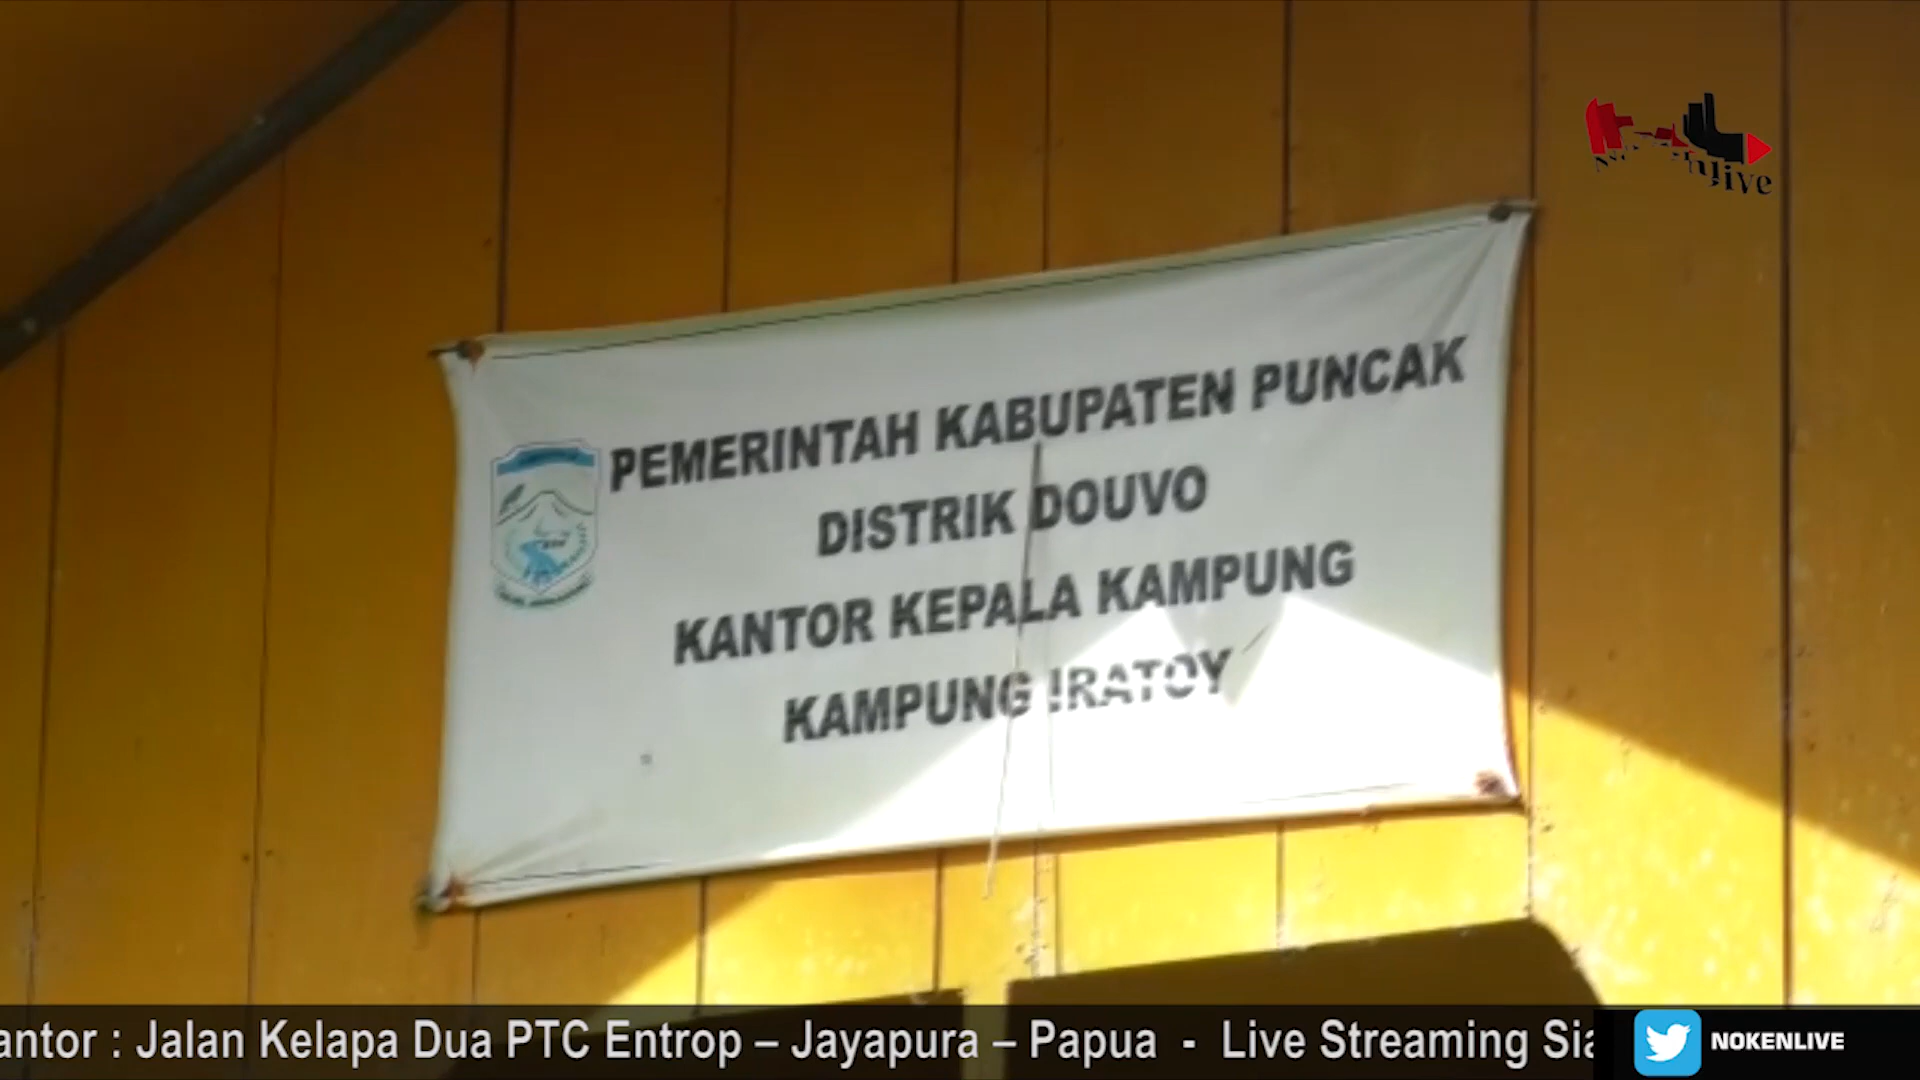 Nokenlive
PEMERINTAH KABUPATEN PUNCAK
DISTRIK DOUVO
KANTOR KEPALA KAMPUNG
KAMPUNG IRATOY
antor : Jalan Kelapa Dua PTC Entrop – Jayapura – Papua - Live Streaming Sia
NOKENLIVE